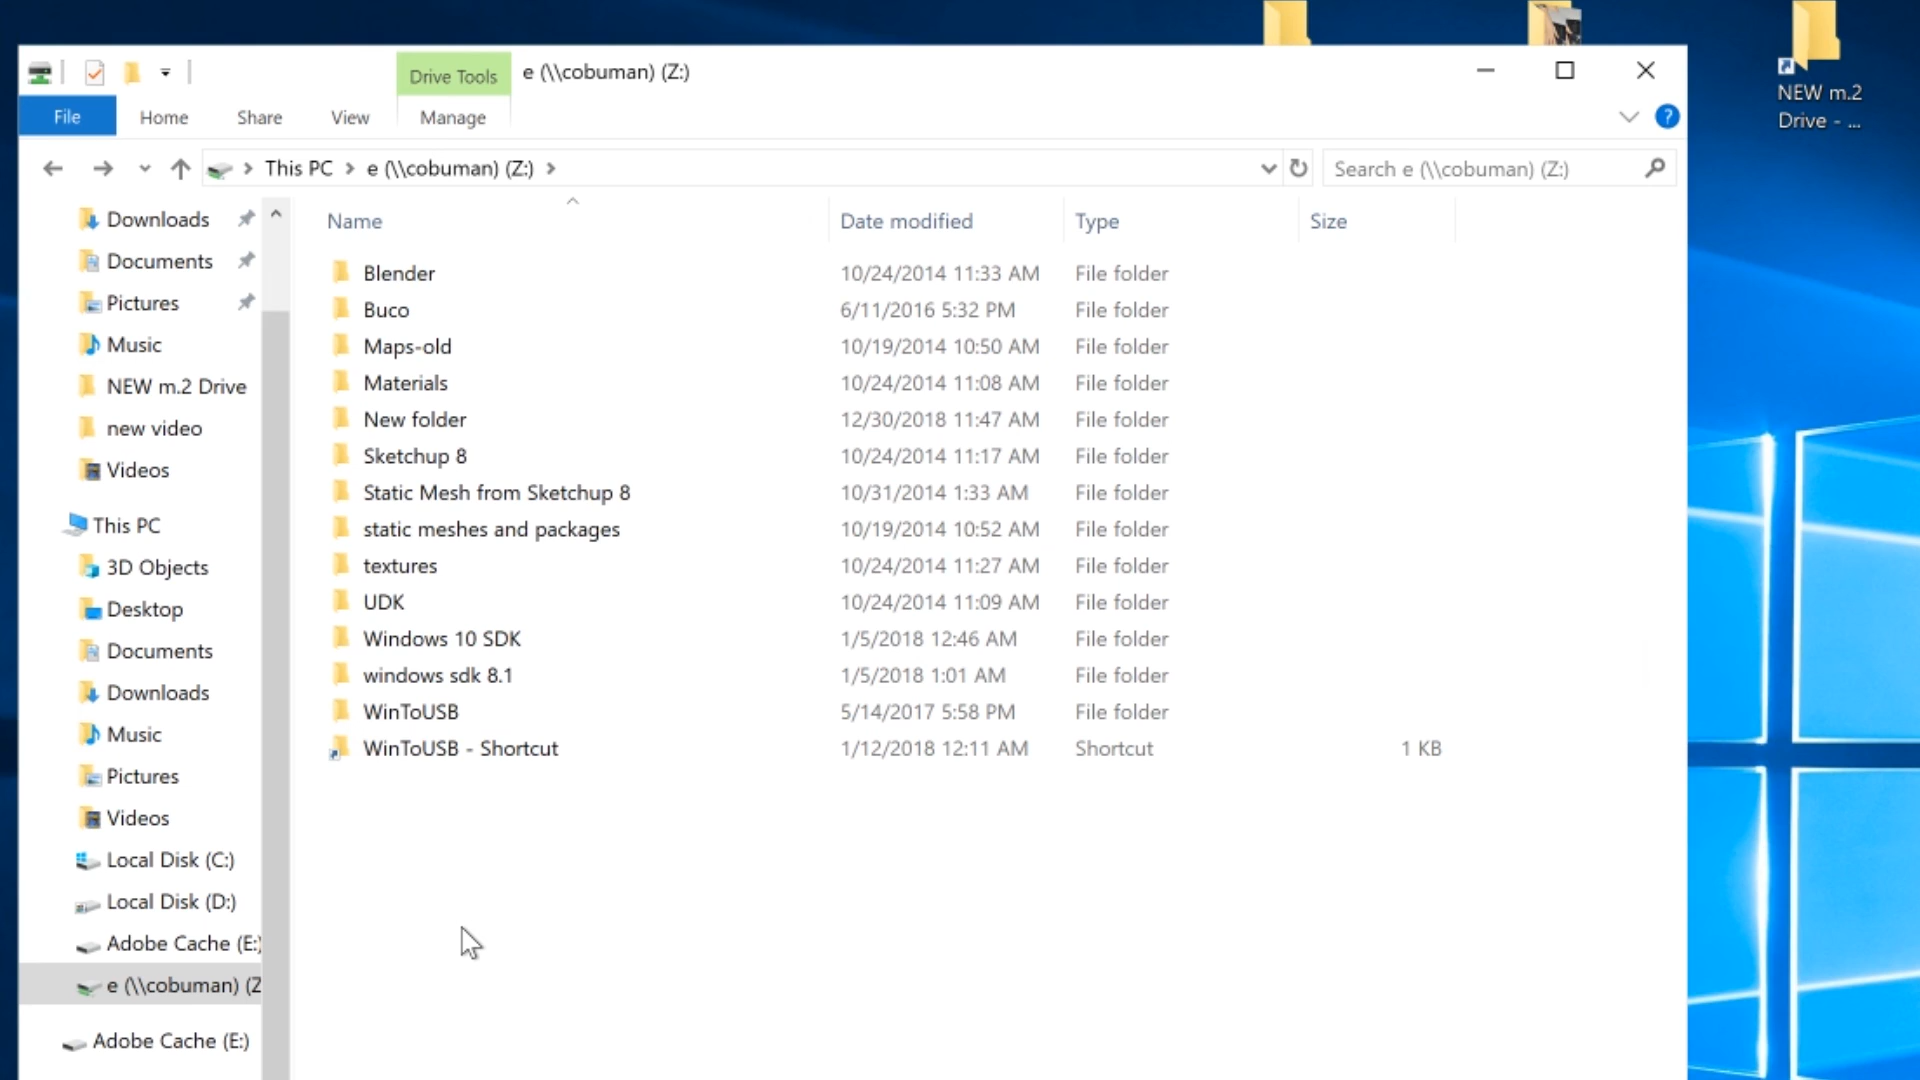 Drive Tools e (\\cobuman) (Z:)
File Home Share View Manage
This PC e (\\cobuman) (Z:)
Search e (\\cobuman) (Z:)
NEW m.2
Drive - ...
Downloads
Documents
Pictures
Music
NEW m.2 Drive
new video
Videos
This PC
3D Objects
Desktop
Documents
Downloads
Music
Pictures
Videos
Local Disk (C:)
Local Disk (D:)
Adobe Cache (E:)
e (\\cobuman) (Z
Adobe Cache (E:)
Name Date modified Type Size
Blender 10/24/2014 11:33 AM File folder
Buco 6/11/2016 5:32 PM File folder
Maps-old 10/19/2014 10:50 AM File folder
Materials 10/24/2014 11:08 AM File folder
New folder 12/30/2018 11:47 AM File folder
Sketchup 8 10/24/2014 11:17 AM File folder
Static Mesh from Sketchup 8 10/31/2014 1:33 AM File folder
static meshes and packages 10/19/2014 10:52 AM File folder
textures 10/24/2014 11:27 AM File folder
UDK 10/24/2014 11:09 AM File folder
Windows 10 SDK 1/5/2018 12:46 AM File folder
windows sdk 8.1 1/5/2018 1:01 AM File folder
WinToUSB 5/14/2017 5:58 PM File folder
WinToUSB - Shortcut 1/12/2018 12:11 AM Shortcut 1 KB